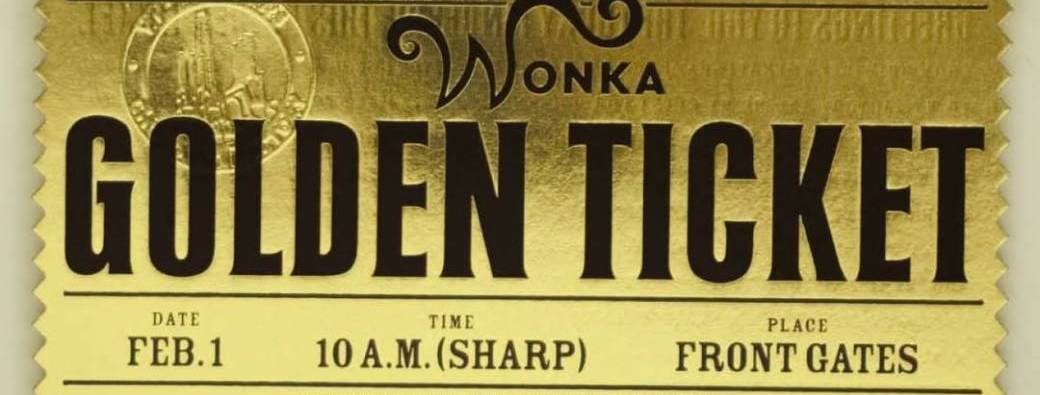 WONKA
GOLDEN TICKET
DATE TIME PLACE
FEB.1 10 A.M. (SHARP) FRONT GATES